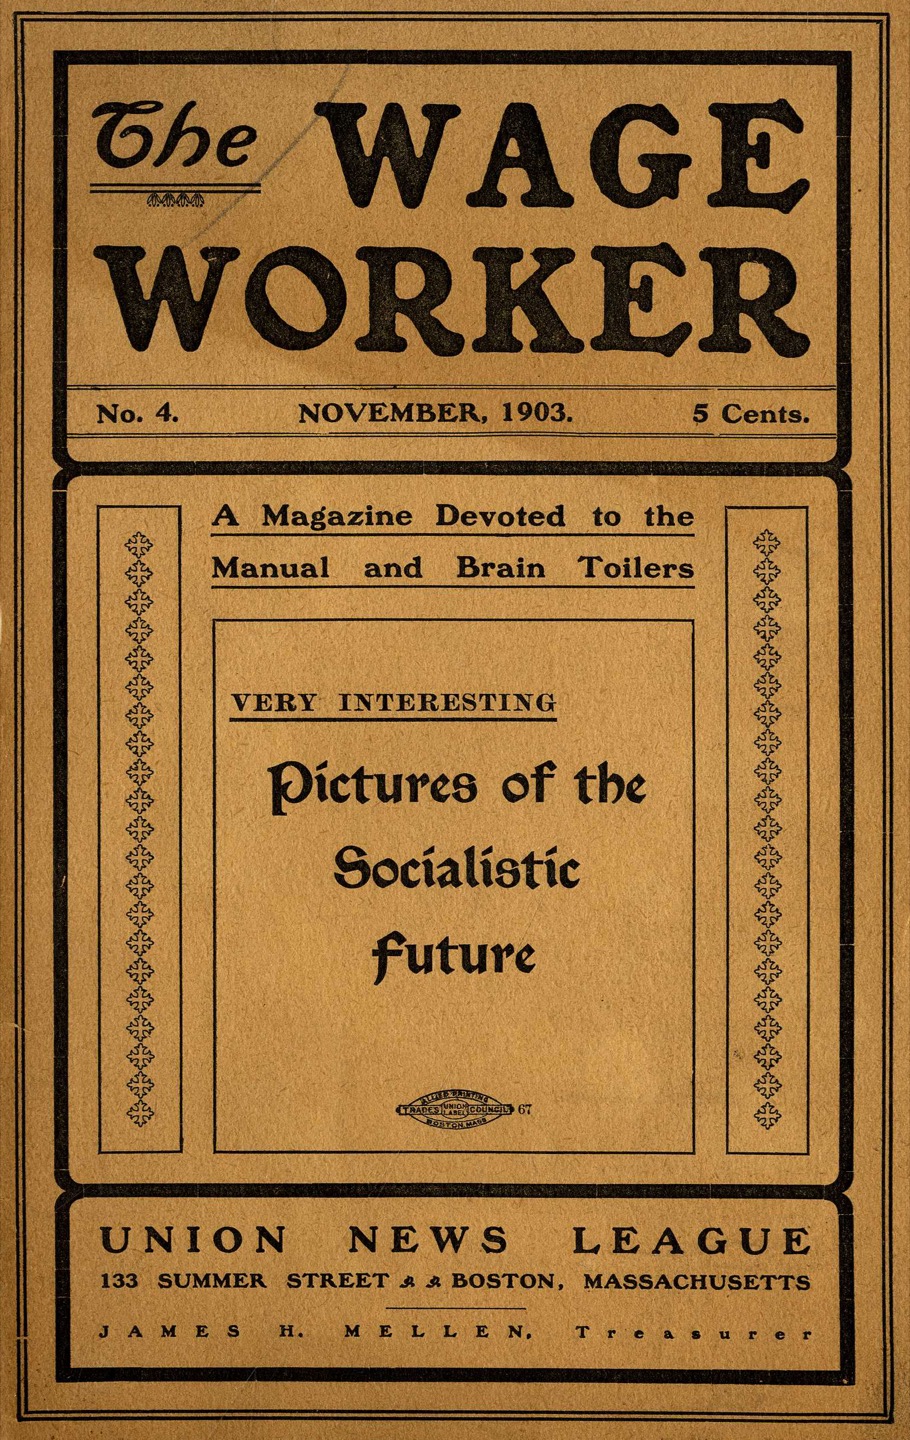 The WAGE
WORKER
No. 4. NOVEMBER, 1903. 5 Cents.
A Magazine Devoted to the
Manual and Brain Toilers
VERY INTERESTING
Pictures of the
Socialistic
Future
ALLIED PRINTING
TRADES UNION LABEL COUNCIL 67
BOSTON, MASS
UNION NEWS LEAGUE
133 SUMMER STREET BOSTON, MASSACHUSETTS
JAMES H. MELLEN, Treasurer